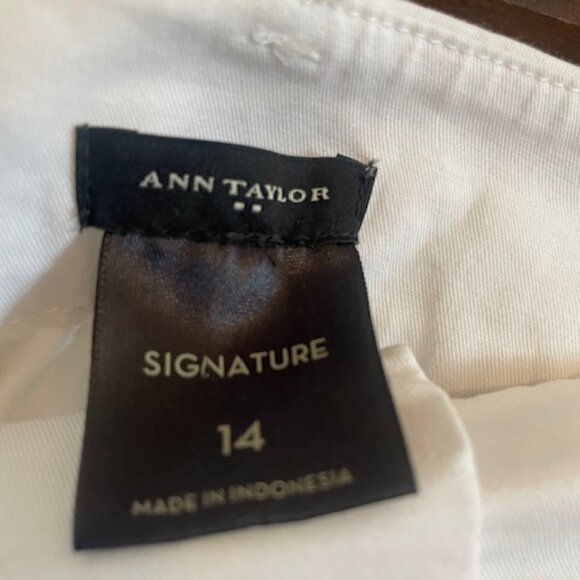 ANN TAYLOR
SIGNATURE
14
MADE IN INDONESIA